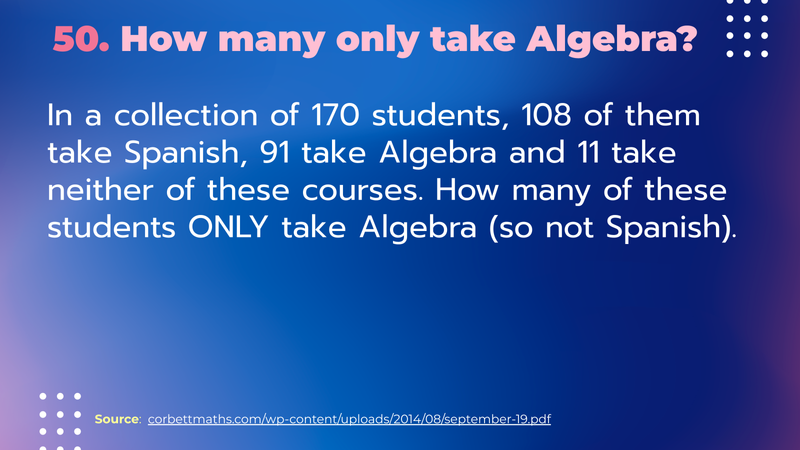 50. How many only take Algebra?
In a collection of 170 students, 108 of them
take Spanish, 91 take Algebra and 11 take
neither of these courses. How many of these
students ONLY take Algebra (so not Spanish).
Source: corbettmaths.com/wp-content/uploads/2014/08/september-19.pdf